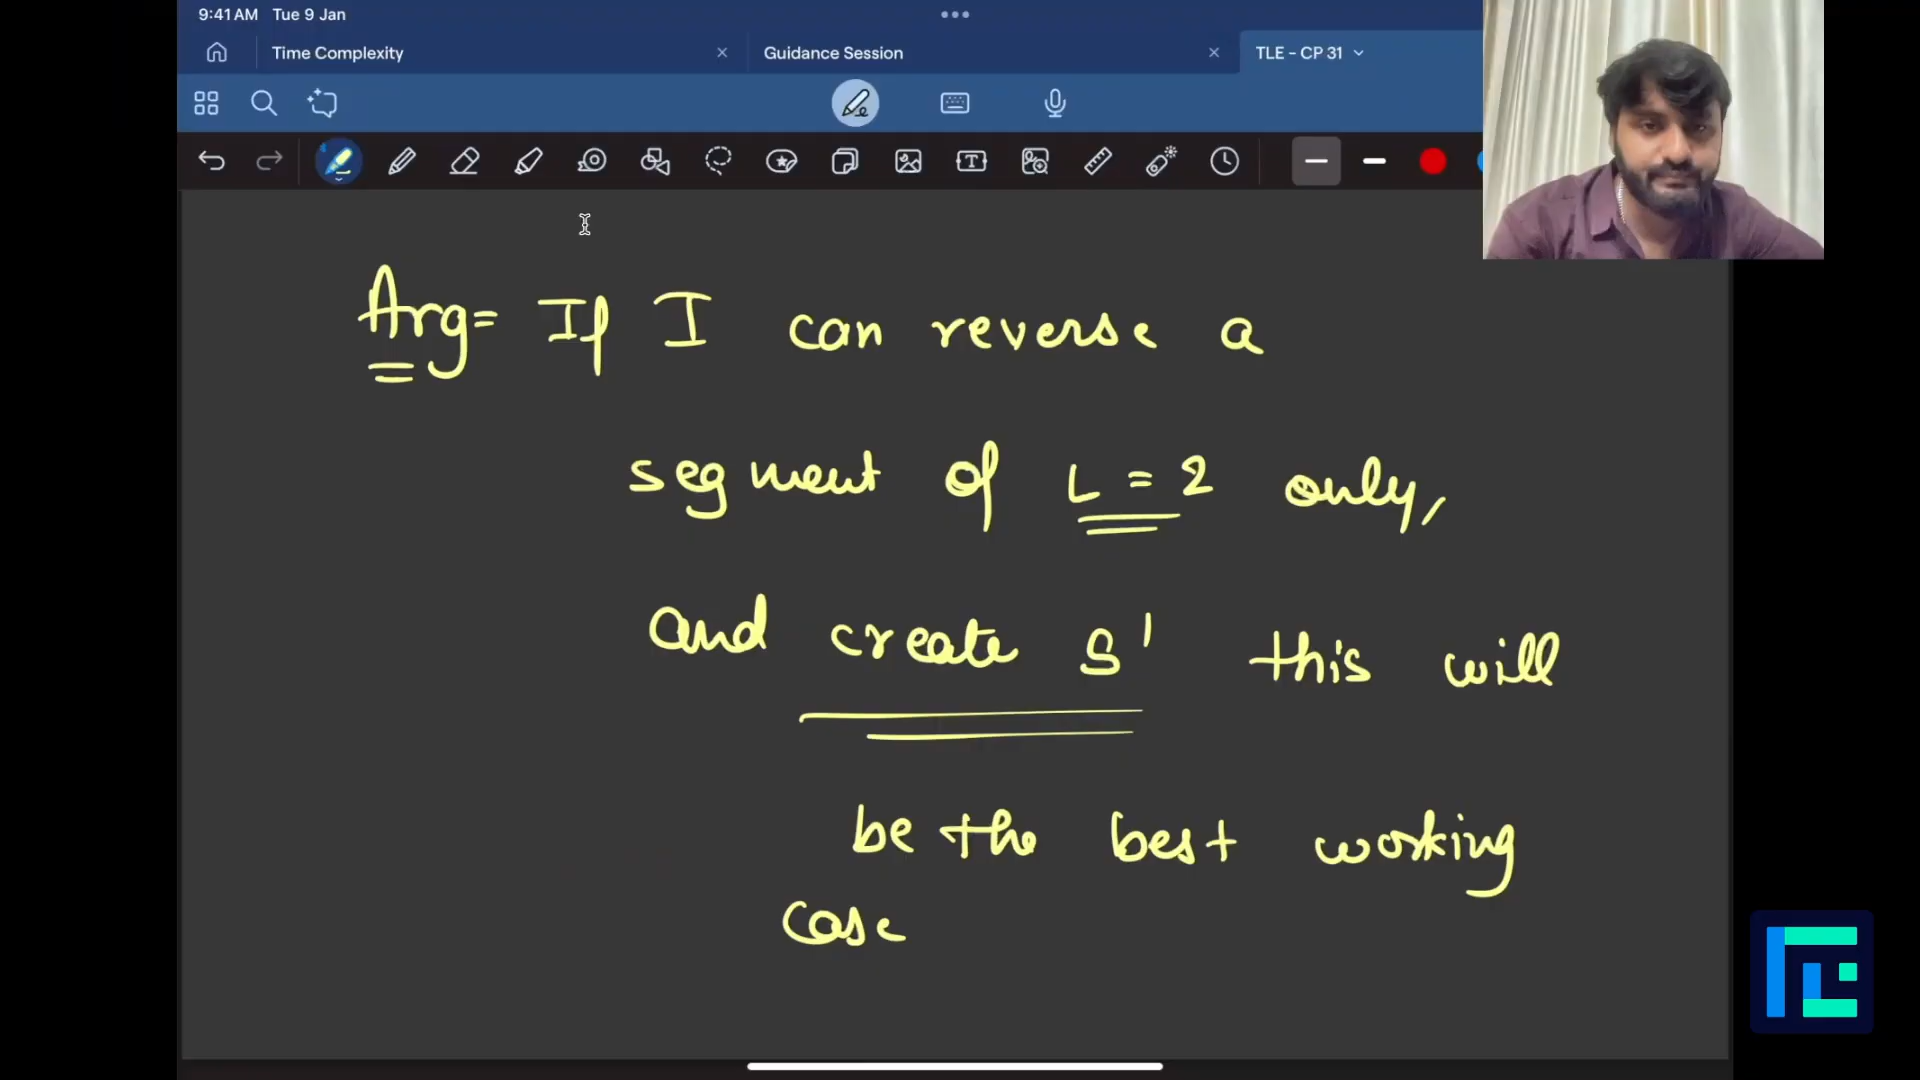 9:41 AM Tue 9 Jan
Time Complexity
Guidance Session
TLE - CP 31
Arg= If I can reverse a
segment of L = 2 only,
and create S' this will
be the best working
case